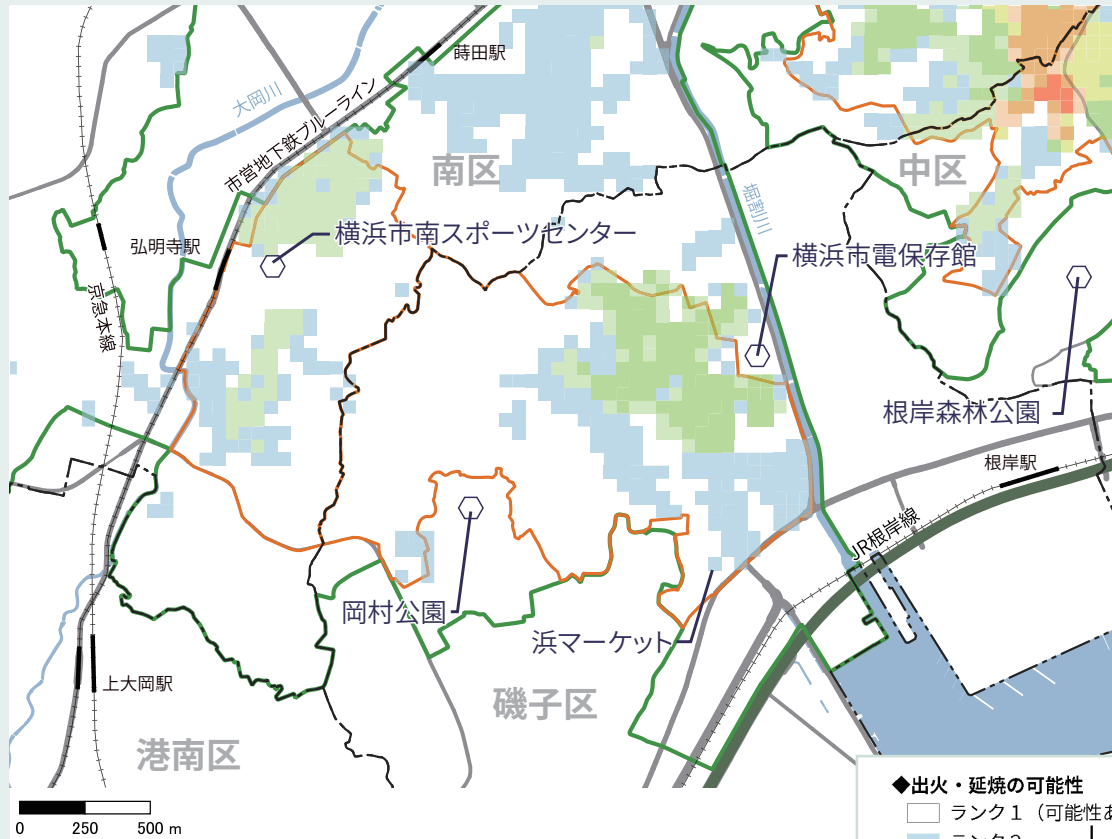 蒔田駅
大岡川
市営地下鉄ブルーライン
南区
中区
堀割川
横浜市南スポーツセンター
弘明寺駅
横浜市電保存館
京急本線
根岸森林公園
根岸駅
JR根岸線
岡村公園
浜マーケット
上大岡駅
磯子区
港南区
◆出火・延焼の可能性
ランク1（可能性あ
0 250 500 m